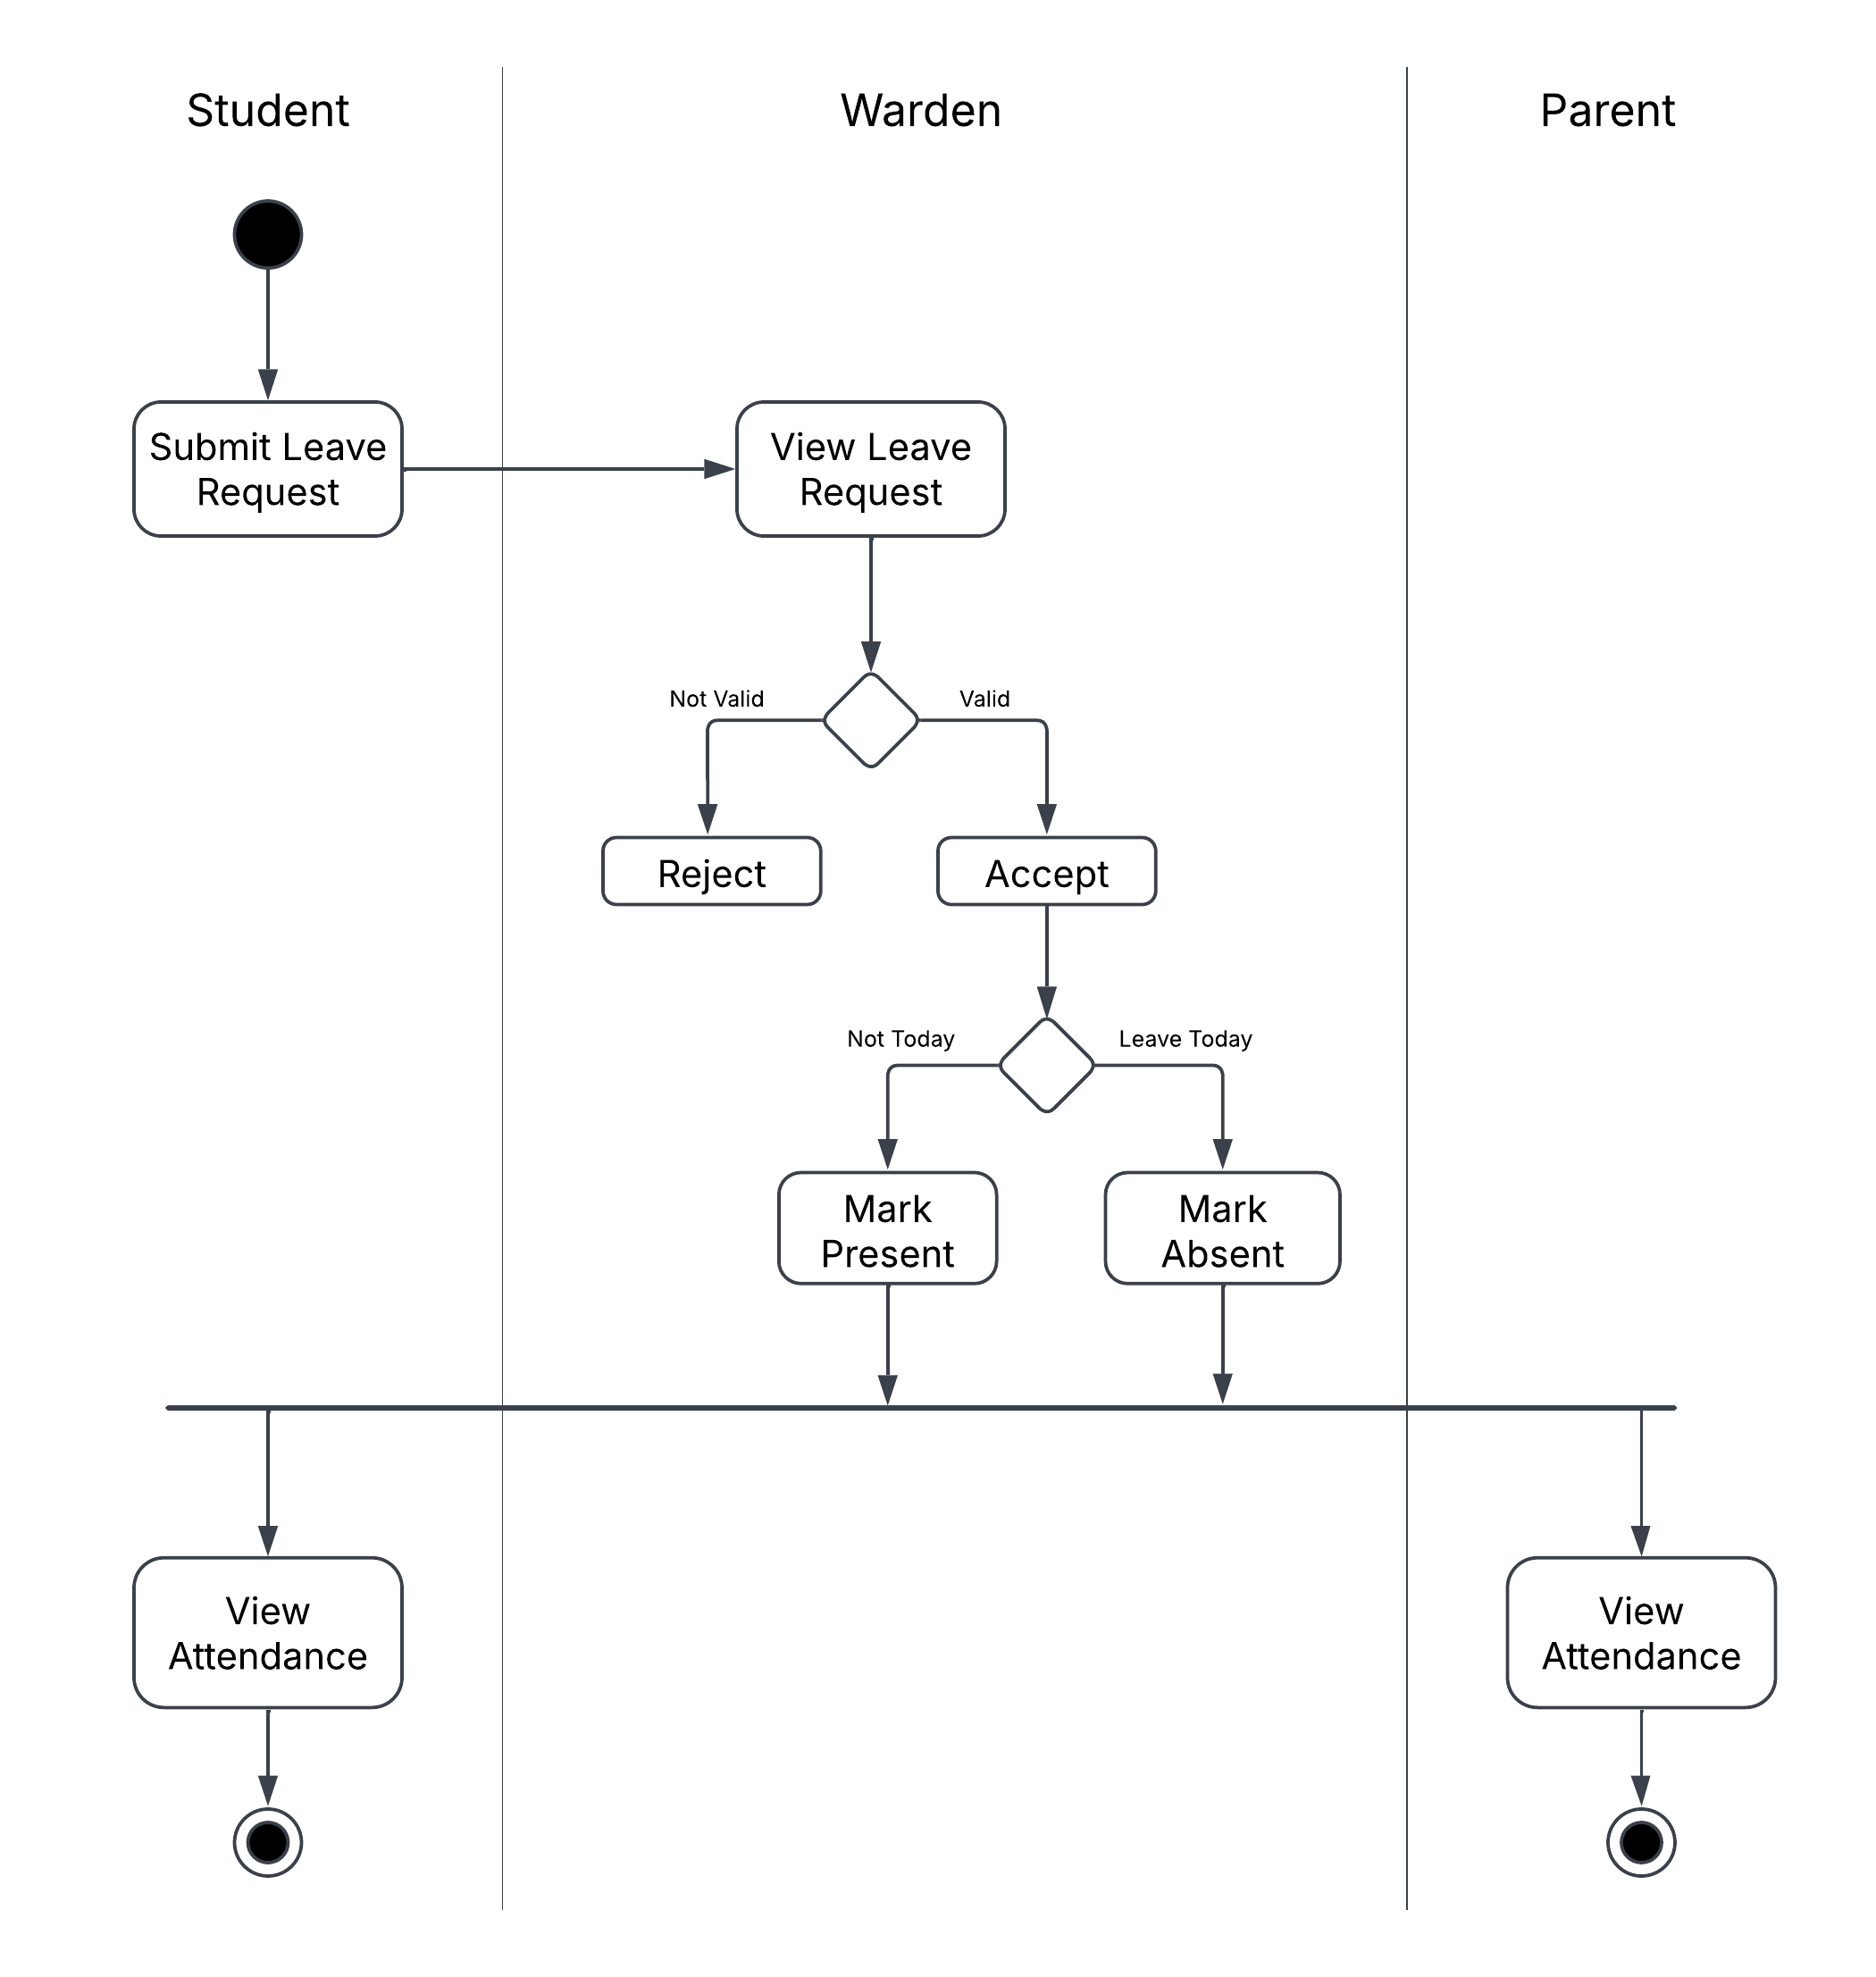 Student
Warden
Parent
Submit Leave
Request
View Leave
Request
Not Valid
Valid
Reject
Accept
Not Today
Leave Today
Mark
Present
Mark
Absent
View
Attendance
View
Attendance